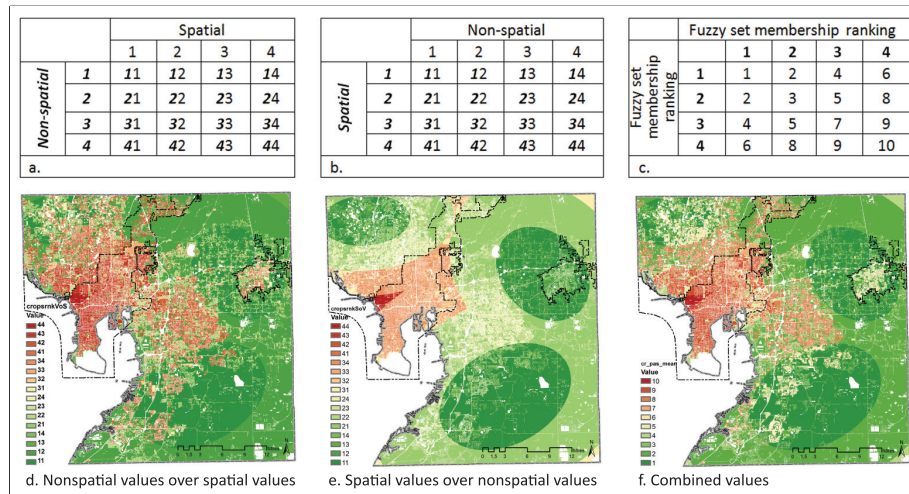 Spatial
1 2 3 4
Non-spatial
1 11 12 13 14
2 21 22 23 24
3 31 32 33 34
4 41 42 43 44
a.
Non-spatial
1 2 3 4
Spatial
1 11 12 13 14
2 21 22 23 24
3 31 32 33 34
4 41 42 43 44
b.
Fuzzy set membership ranking
1 2 3 4
Fuzzy set
membership
ranking
1 1 2 4 6
2 2 3 5 8
3 4 5 7 9
4 6 8 9 10
c.
cropsrnkVoS
Value
44
43
42
41
34
33
32
31
24
23
22
21
14
13
12
11
N
Miles
d. Nonspatial values over spatial values
cropsrnkSoV
Value
44
43
42
41
34
33
32
31
24
23
22
21
14
13
12
11
N
Miles
e. Spatial values over nonspatial values
cr_pas_mean
Value
10
9
8
7
6
5
4
3
2
1
N
Miles
f. Combined values